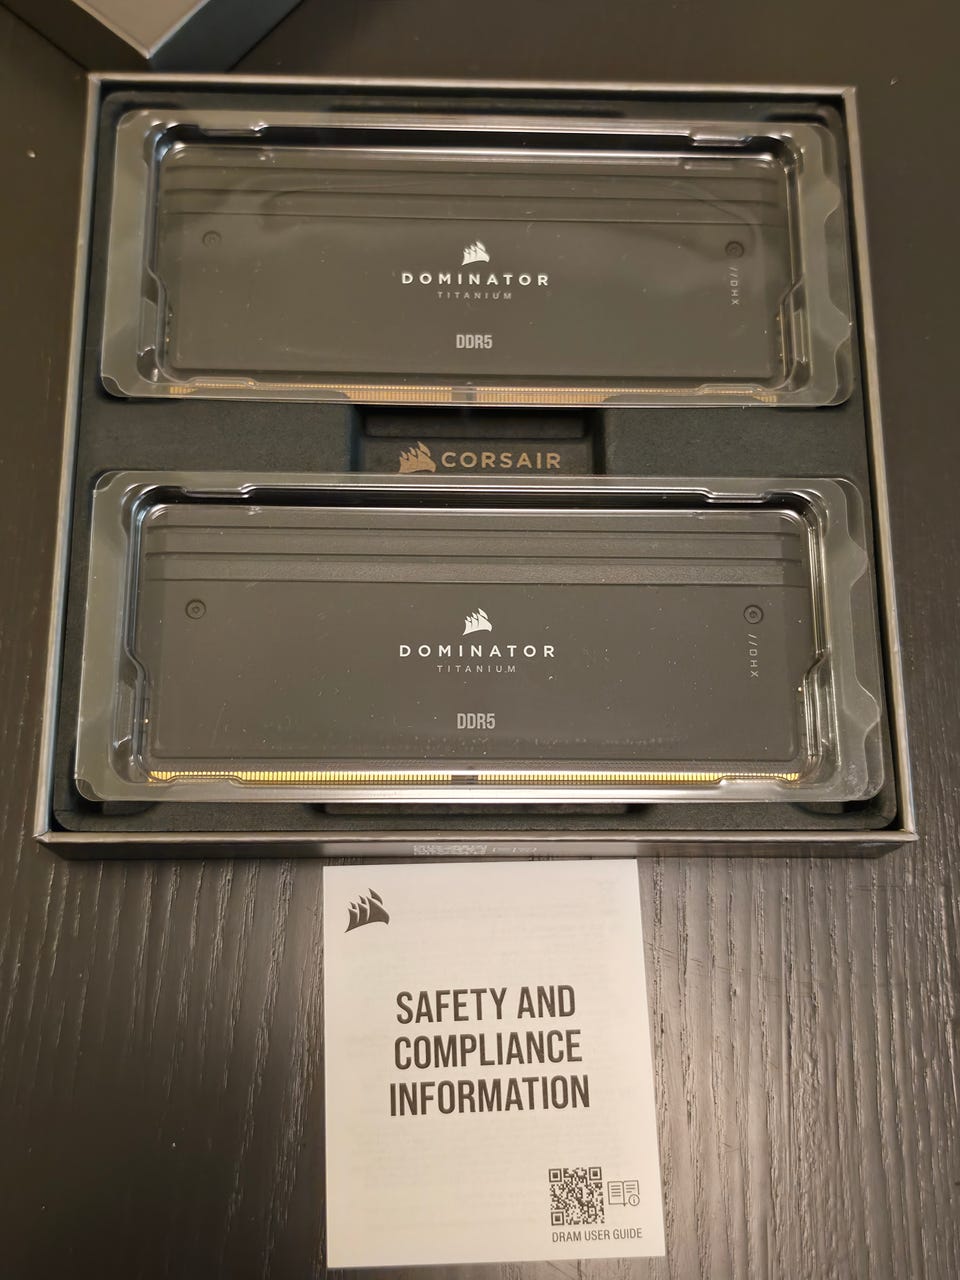 DOMINATOR
TITANIUM
//DHX
DDR5
CORSAIR
DOMINATOR
TITANIUM
//DHX
DDR5
SAFETY AND
COMPLIANCE
INFORMATION
DRAM USER GUIDE